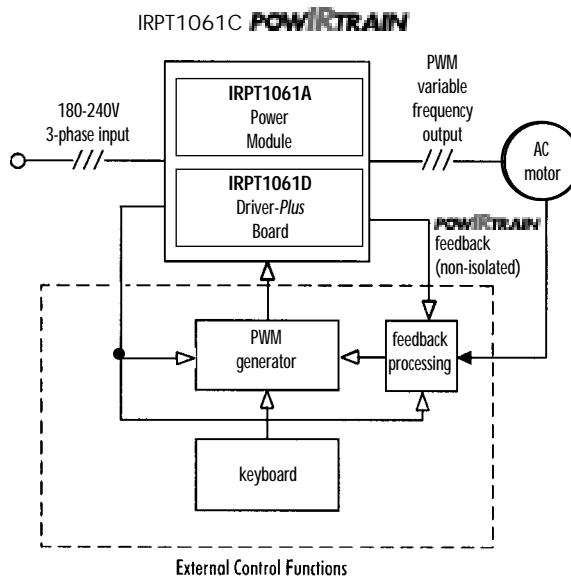 IRPT1061C POWIRTRAIN
IRPT1061A
Power
Module
IRPT1061D
Driver-Plus
Board
180-240V
3-phase input
PWM
variable
frequency
output
AC
motor
POWIRTRAIN
feedback
(non-isolated)
PWM
generator
feedback
processing
keyboard
External Control Functions